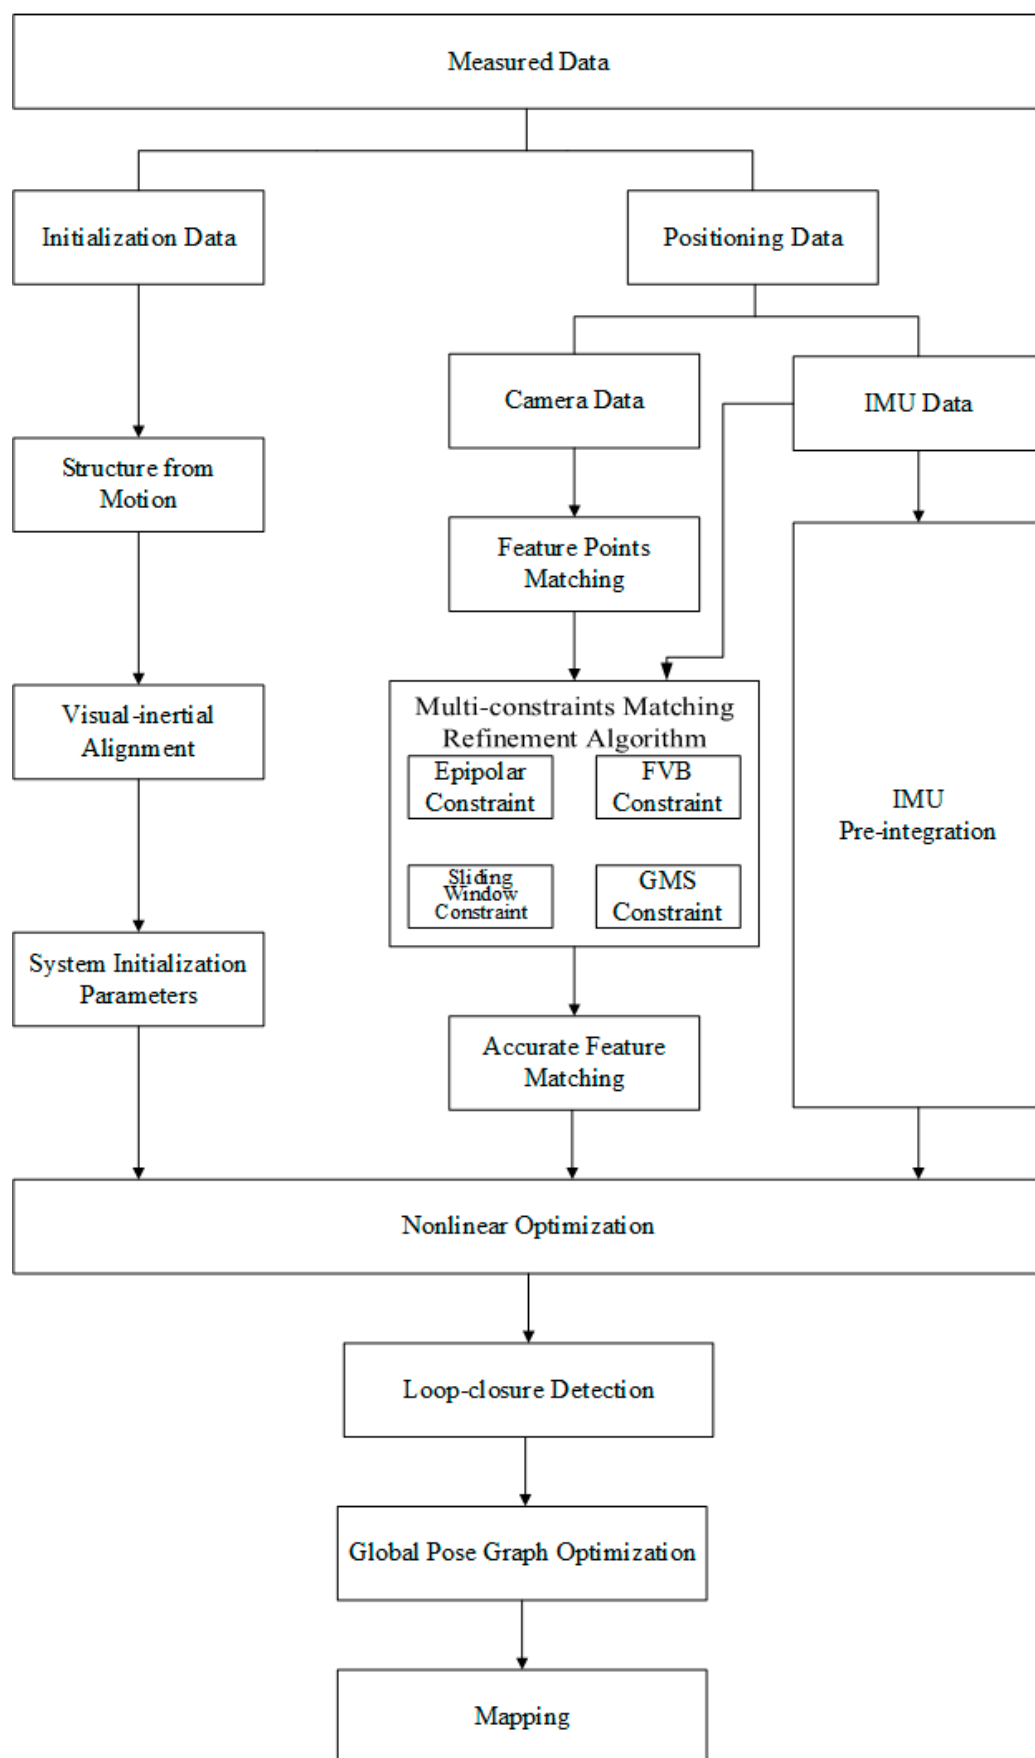 Measured Data
Initialization Data
Positioning Data
Camera Data
IMU Data
Structure from
Motion
Feature Points
Matching
Visual-inertial
Alignment
Multi-constraints Matching
Refinement Algorithm
Epipolar
Constraint
FVB
Constraint
Sliding
Window
Constraint
GMS
Constraint
IMU
Pre-integration
System Initialization
Parameters
Accurate Feature
Matching
Nonlinear Optimization
Loop-closure Detection
Global Pose Graph Optimization
Mapping